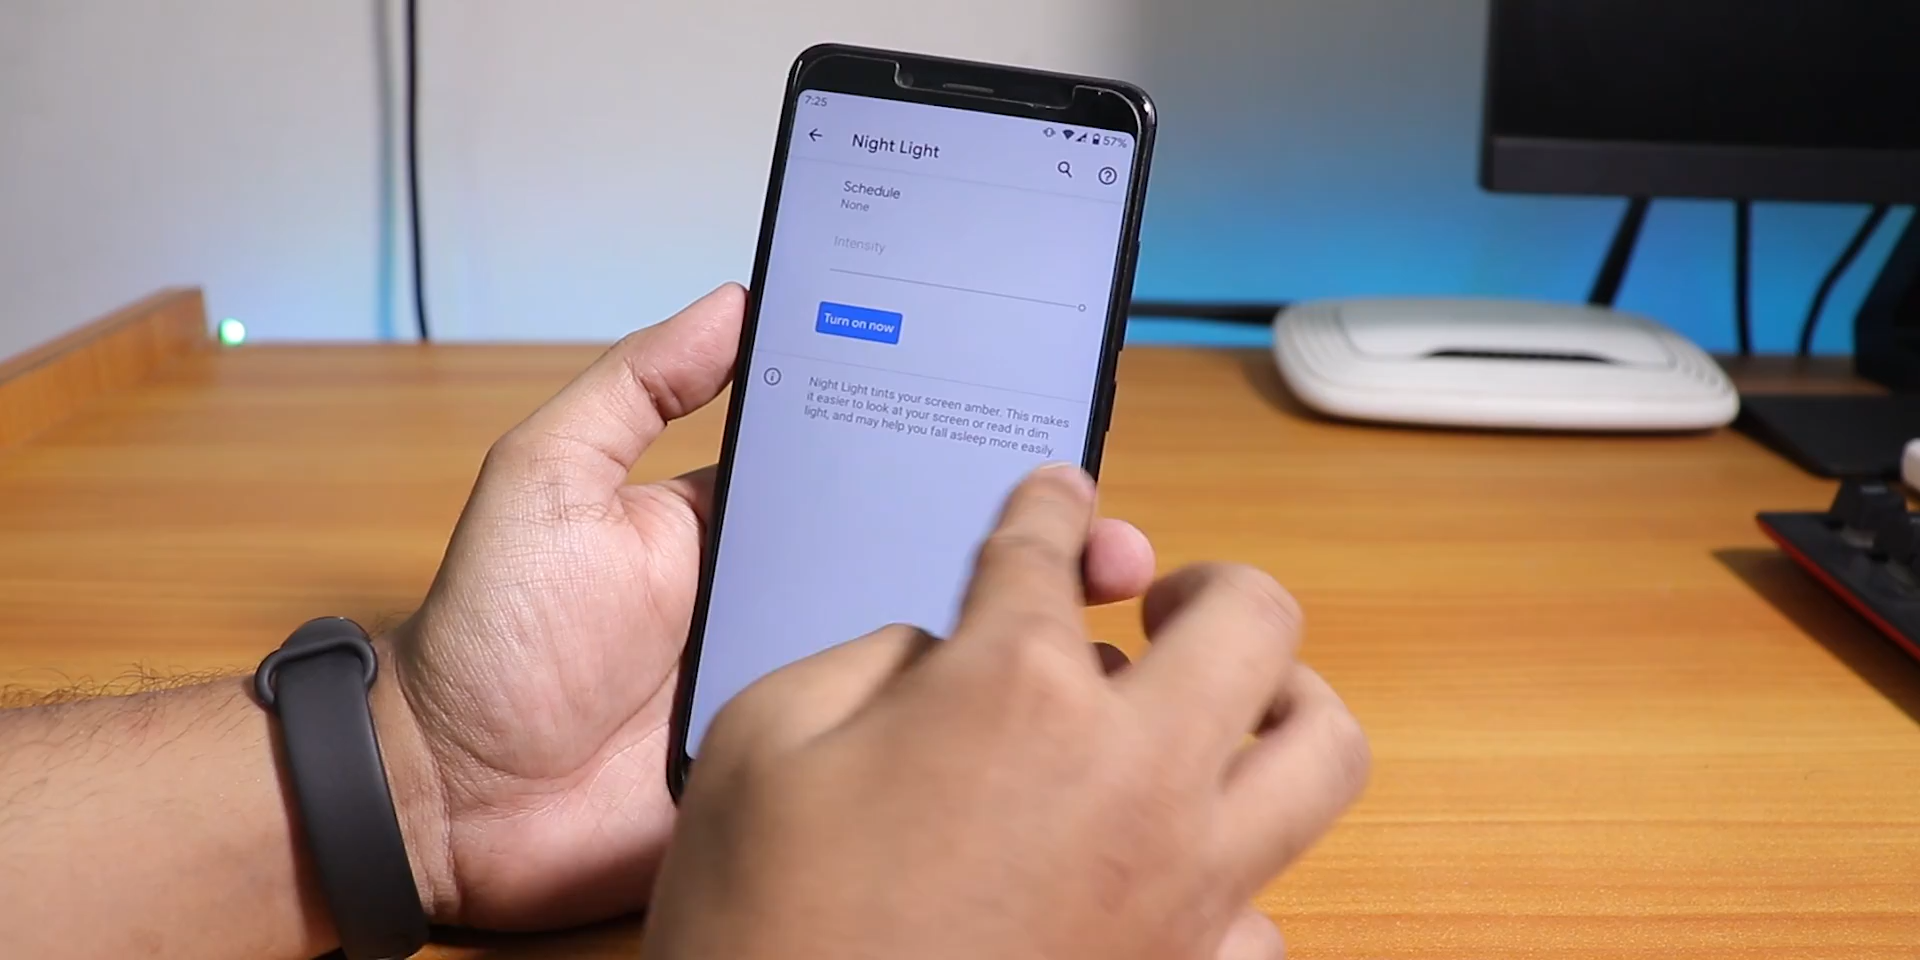 7:25
57%
Night Light
Schedule
None
Intensity
Turn on now
Night Light tints your screen amber. This makes
it easier to look at your screen or read in dim
light, and may help you fall asleep more easily.